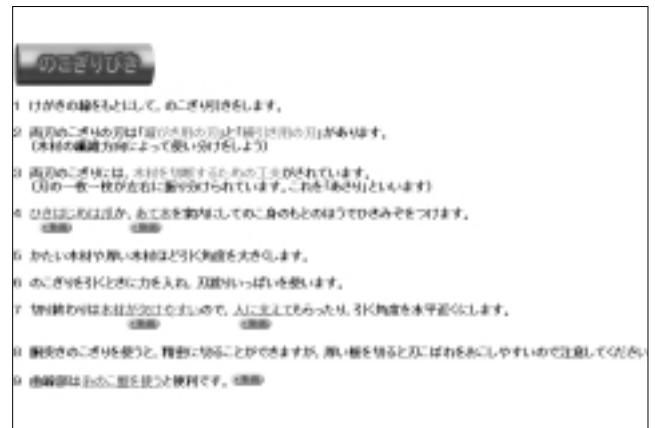 のこぎりびき
1 けがきの線をもとにして、のこぎり引きをします。
2 両刃のこぎりの刃は「縦びき用の刃」と「横引き用の刃」があります。
(木材の繊維方向によって使い分けをしよう)
3 両刃のこぎりには、木材を切断するための工夫がされています。
(刃の一枚一枚が左右に振り分けられています。これを「あさり」といいます)
4 ひきはじめは爪か、あて木を案内にしてのこ身のもとのほうでひきみぞをつけます。
5 かたい木材や厚い木材ほど引く角度を大きくします。
6 のこぎりを引くときに力を入れ、刃渡りいっぱいを使います。
7 切り終わりは木材が欠けやすいので、人に支えてもらったり、引く角度を水平近くにします。
8 胴突きのこぎりを使うと、精密に切ることができますが、薄い板を切ると刃こぼれをおこしやすいので注意してください
9 曲線部は糸のこ盤を使うと便利です。